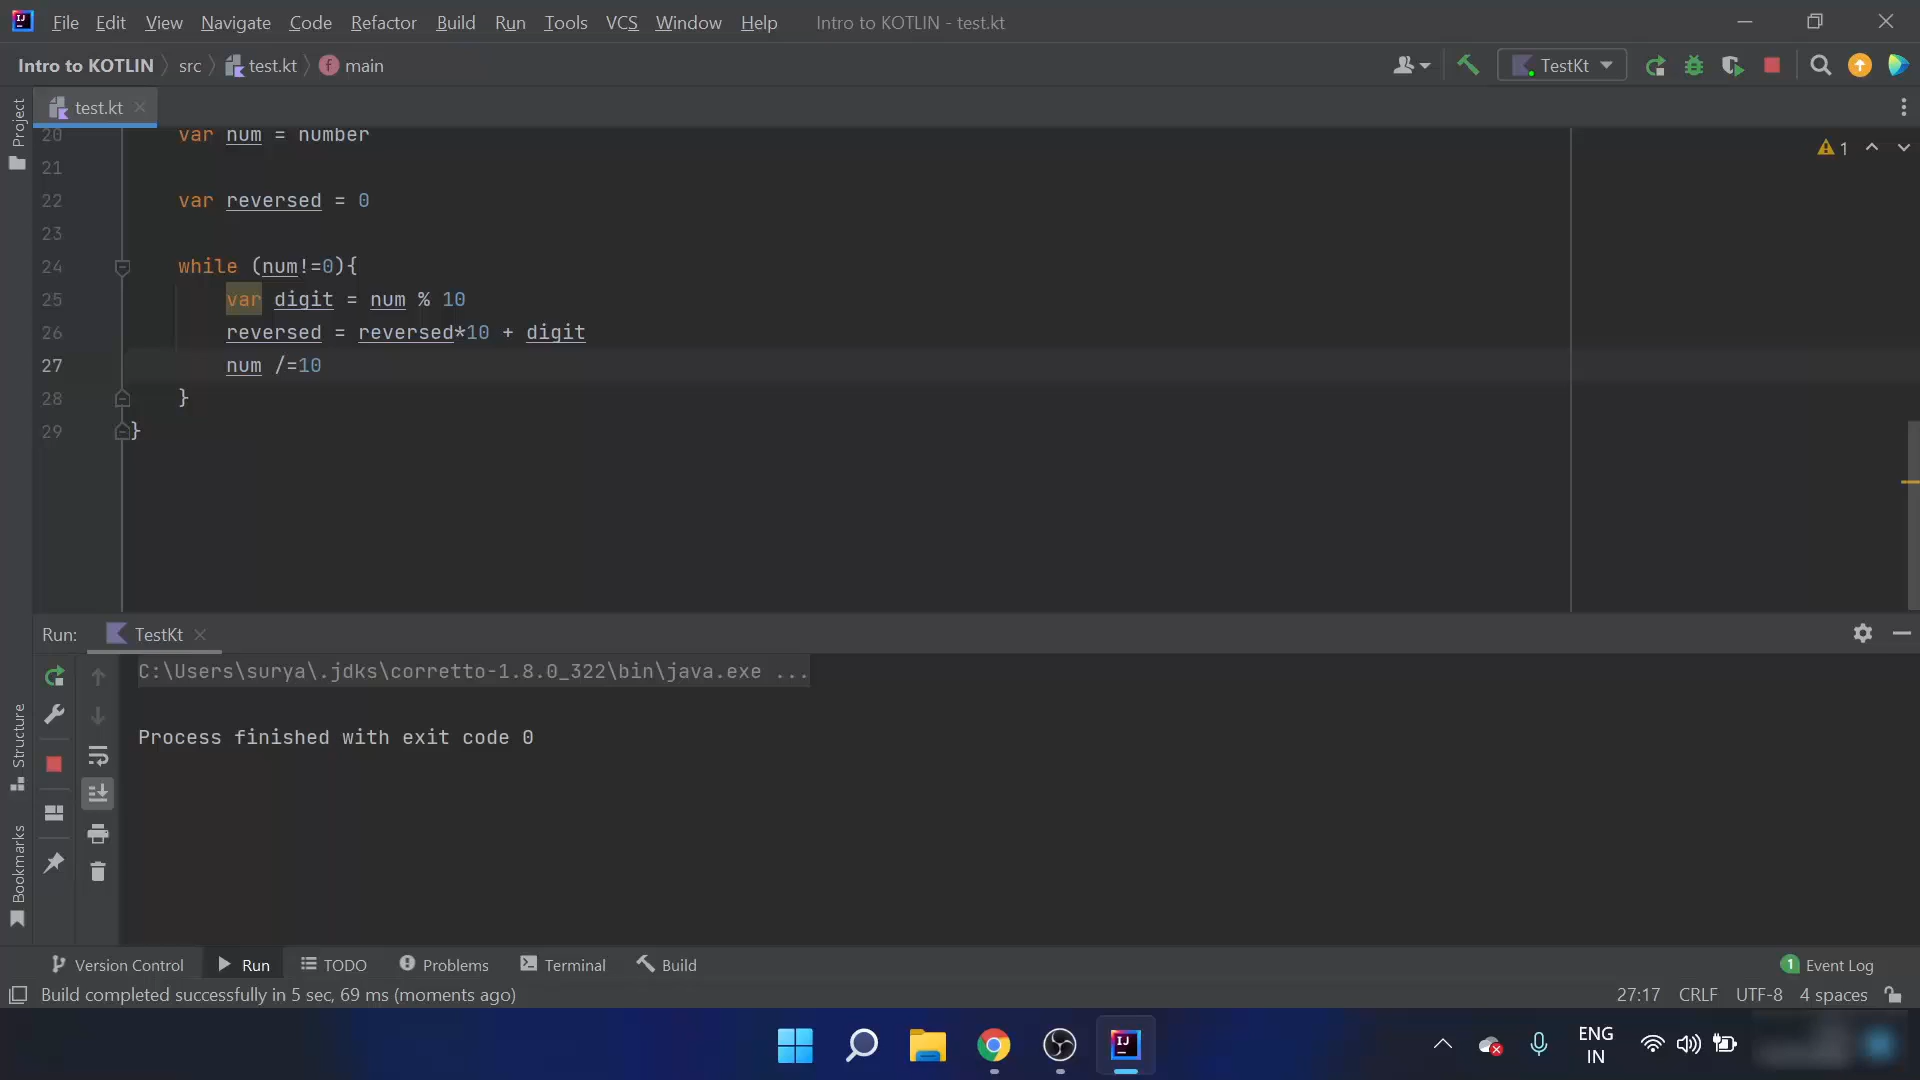 File Edit View Navigate Code Refactor Build Run Tools VCS Window Help Intro to KOTLIN - test.kt
Intro to KOTLIN src test.kt f main TestKt
Project
test.kt
20 var num = number
1
21
22 var reversed = 0
23
24 while (num!=0){
25 var digit = num % 10
26 reversed = reversed*10 + digit
27 num /=10
28 }
29 }
Run: TestKt
C:\Users\surya\.jdks\corretto-1.8.0_322\bin\java.exe ...
Process finished with exit code 0
Structure
Bookmarks
Version Control Run TODO Problems Terminal Build 1 Event Log
Build completed successfully in 5 sec, 69 ms (moments ago) 27:17 CRLF UTF-8 4 spaces
ENG
IN